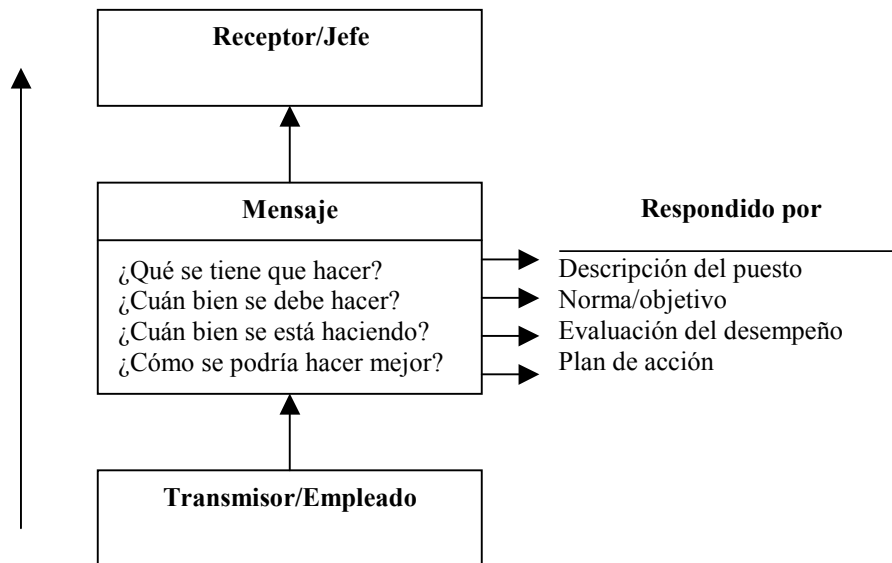 Receptor/Jefe
Mensaje
¿Qué se tiene que hacer?
¿Cuán bien se debe hacer?
¿Cuán bien se está haciendo?
¿Cómo se podría hacer mejor?
Respondido por
Descripción del puesto
Norma/objetivo
Evaluación del desempeño
Plan de acción
Transmisor/Empleado